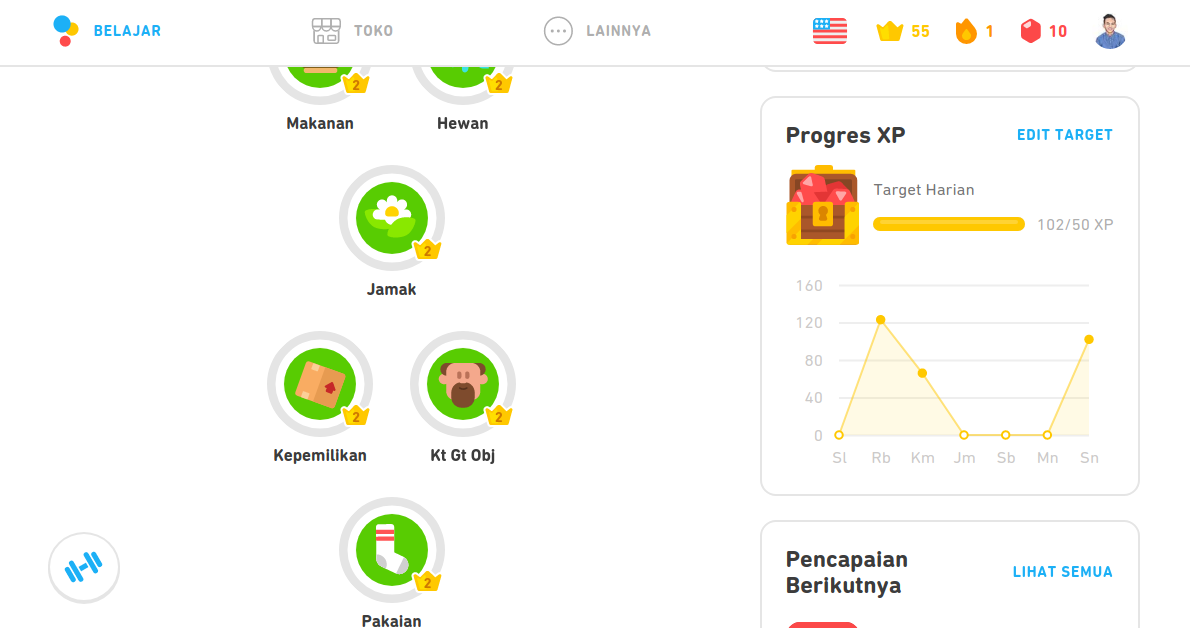 BELAJAR
TOKO
LAINNYA
55
1
10
2
2
Makanan
Hewan
2
Jamak
2
2
Kepemilikan
Kt Gt Obj
2
Pakaian
Progres XP
EDIT TARGET
Target Harian
102/50 XP
160
120
80
40
0
Sl
Rb
Km
Jm
Sb
Mn
Sn
Pencapaian
Berikutnya
LIHAT SEMUA